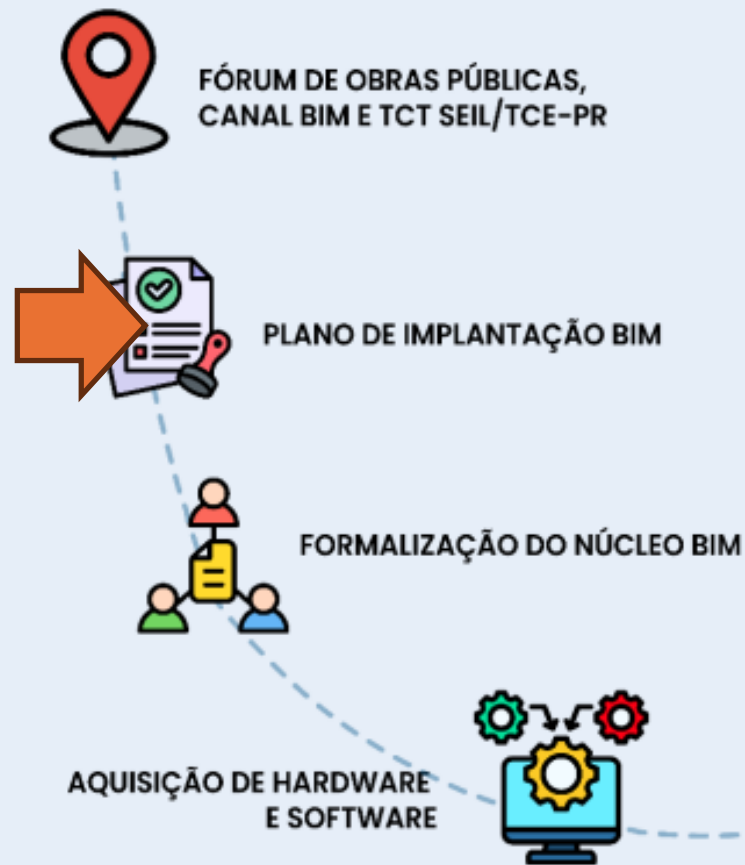 FÓRUM DE OBRAS PÚBLICAS,
CANAL BIM E TCT SEIL/TCE-PR
PLANO DE IMPLANTAÇÃO BIM
FORMALIZAÇÃO DO NÚCLEO BIM
AQUISIÇÃO DE HARDWARE
E SOFTWARE